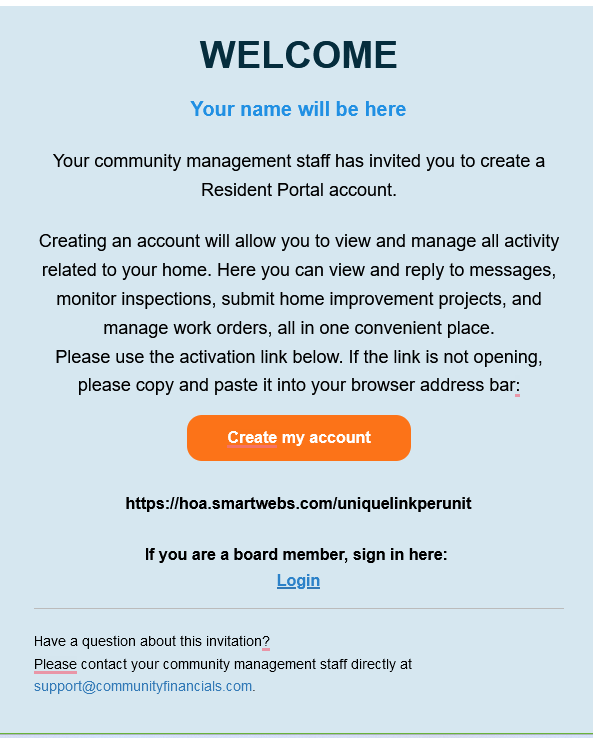 WELCOME
Your name will be here
Your community management staff has invited you to create a
Resident Portal account.
Creating an account will allow you to view and manage all activity
related to your home. Here you can view and reply to messages,
monitor inspections, submit home improvement projects, and
manage work orders, all in one convenient place.
Please use the activation link below. If the link is not opening,
please copy and paste it into your browser address bar:
Create my account
https://hoa.smartwebs.com/uniquelinkperunit
If you are a board member, sign in here:
Login
Have a question about this invitation?
Please contact your community management staff directly at
support@communityfinancials.com.